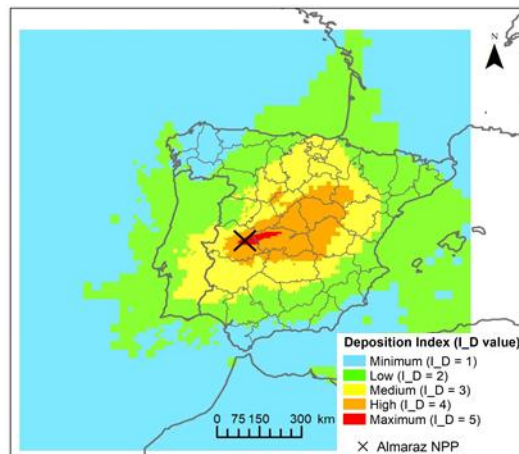 N
Deposition Index (I_D value)
Minimum (I_D = 1)
Low (I_D = 2)
Medium (I_D = 3)
High (I_D = 4)
Maximum (I_D = 5)
Almaraz NPP
0 75 150 300 km